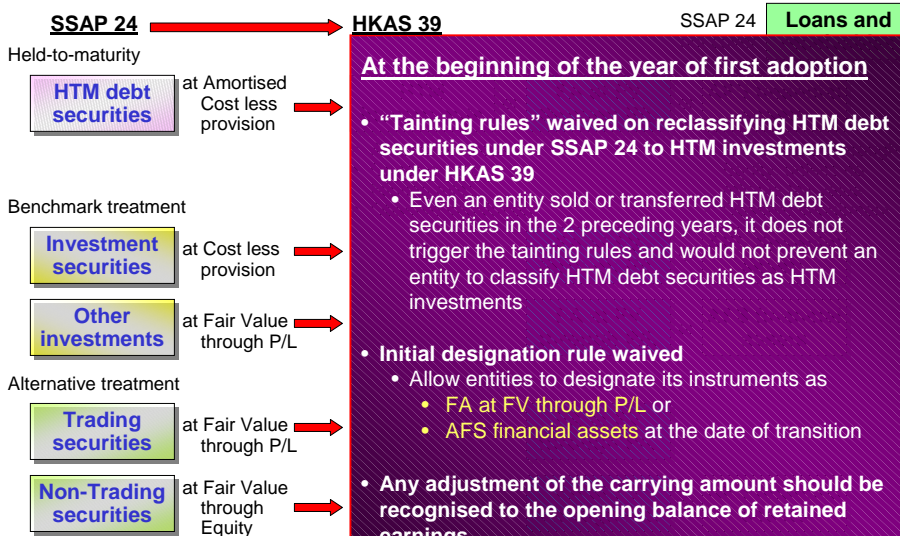 SSAP 24
HKAS 39
SSAP 24
Loans and
Held-to-maturity
HTM debt
securities
at Amortised
Cost less
provision
Benchmark treatment
Investment
securities
at Cost less
provision
Other
investments
at Fair Value
through P/L
Alternative treatment
Trading
securities
at Fair Value
through P/L
Non-Trading
securities
at Fair Value
through
Equity
At the beginning of the year of first adoption
• “Tainting rules” waived on reclassifying HTM debt
securities under SSAP 24 to HTM investments
under HKAS 39
• Even an entity sold or transferred HTM debt
securities in the 2 preceding years, it does not
trigger the tainting rules and would not prevent an
entity to classify HTM debt securities as HTM
investments
• Initial designation rule waived
• Allow entities to designate its instruments as
• FA at FV through P/L or
• AFS financial assets at the date of transition
• Any adjustment of the carrying amount should be
recognised to the opening balance of retained
earnings